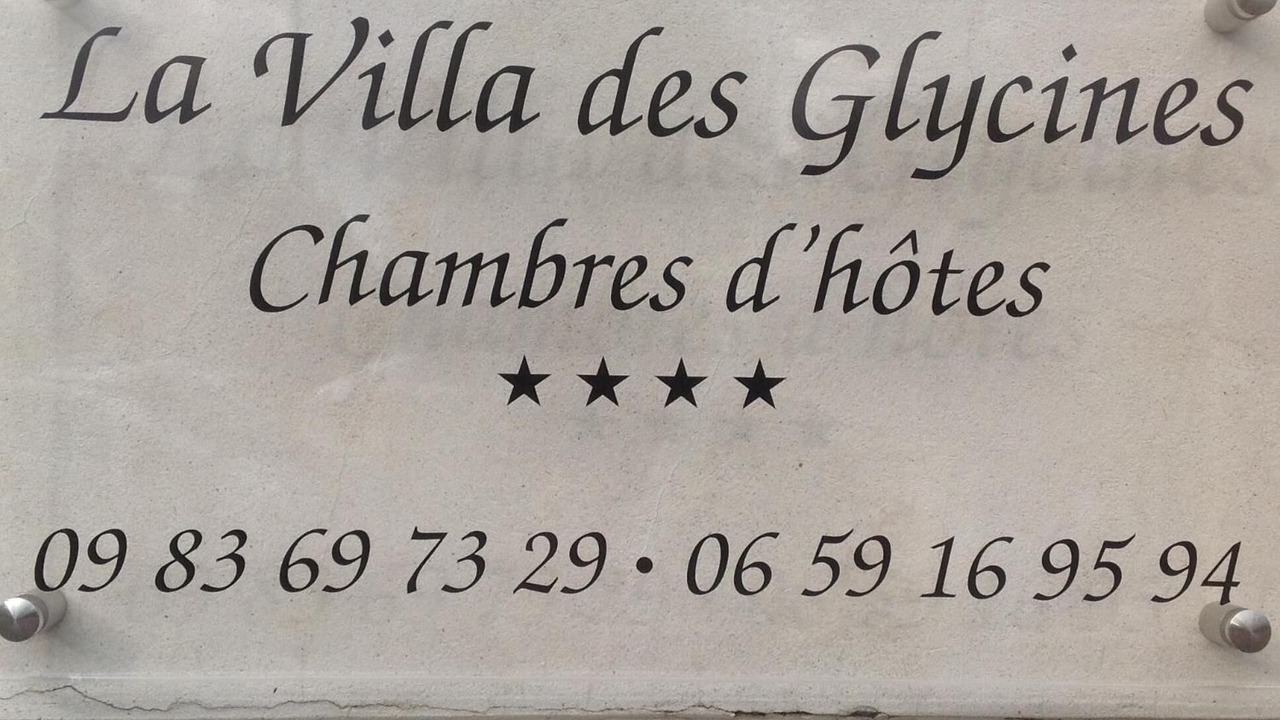 La Villa des Glycines
Chambres d'hôtes
★ ★ ★ ★
09 83 69 73 29 • 06 59 16 95 94